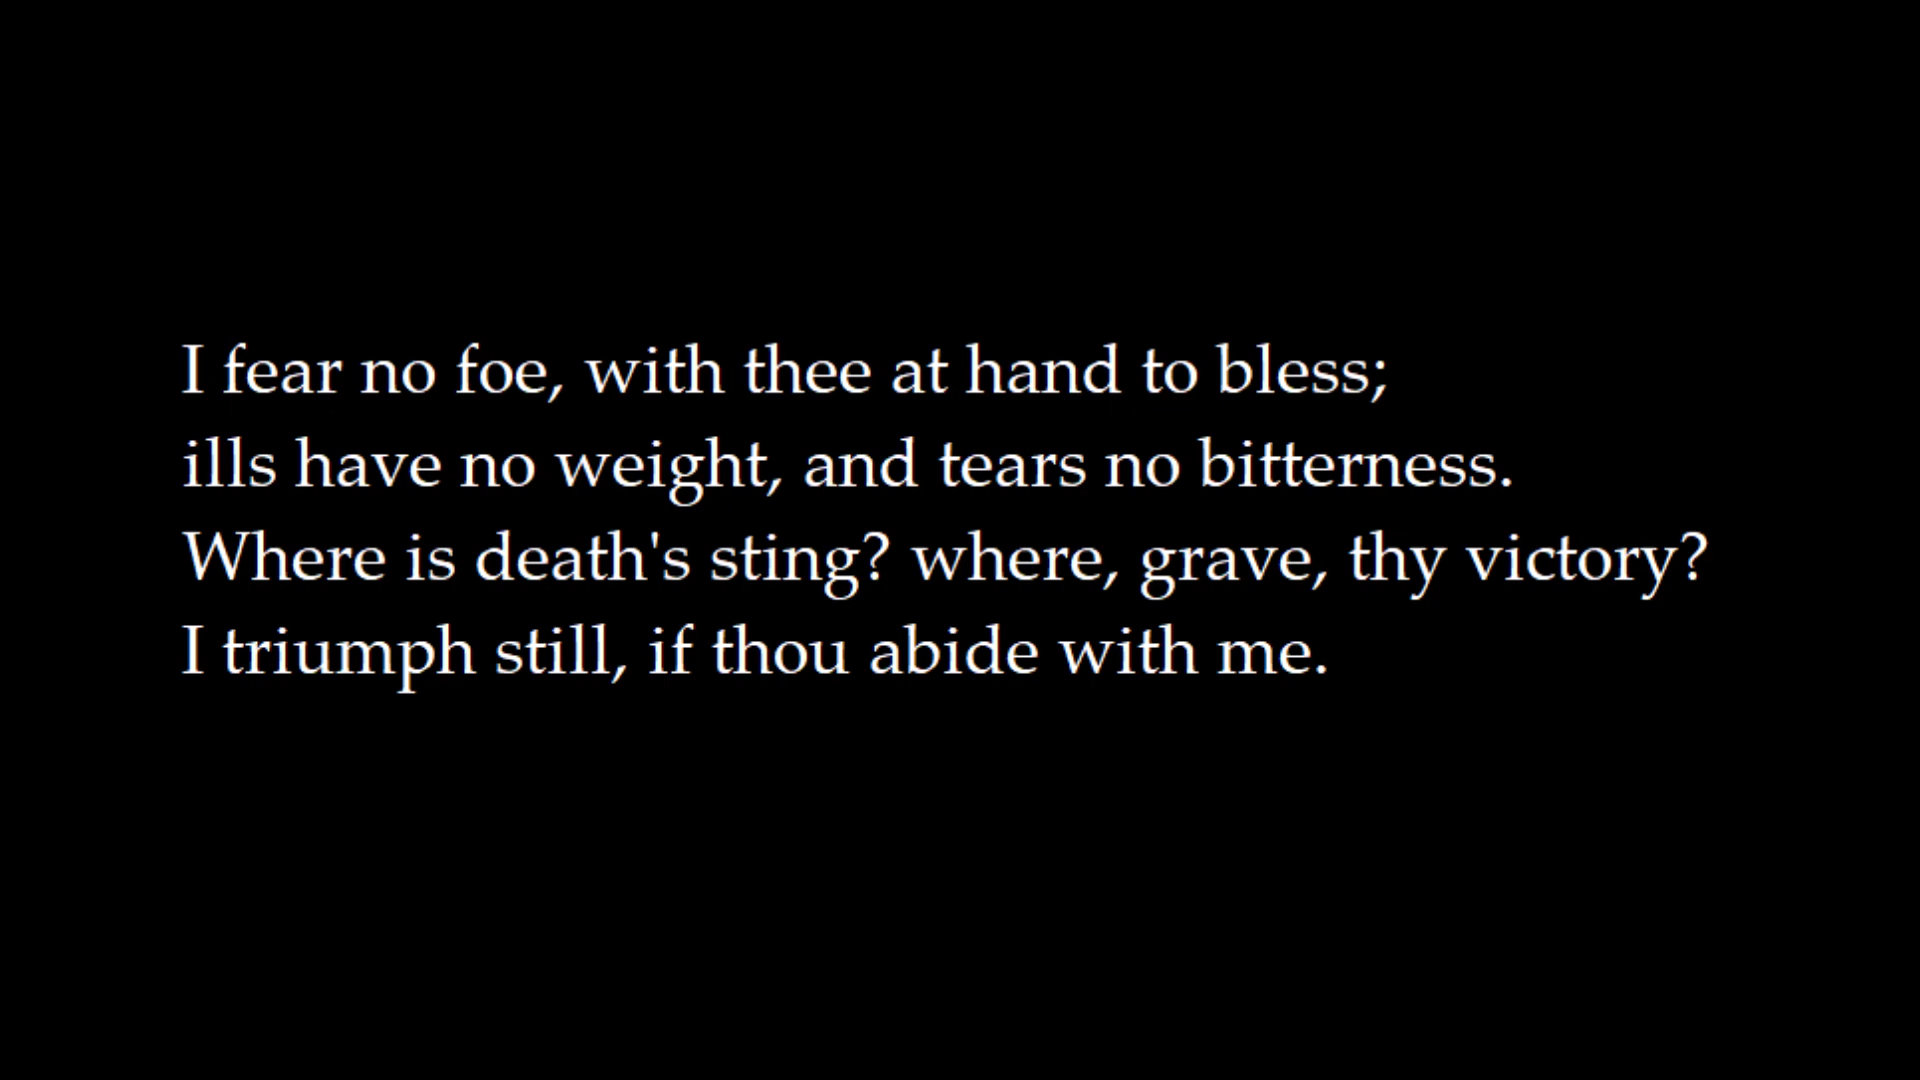 I fear no foe, with thee at hand to bless;
ills have no weight, and tears no bitterness.
Where is death's sting? where, grave, thy victory?
I triumph still, if thou abide with me.